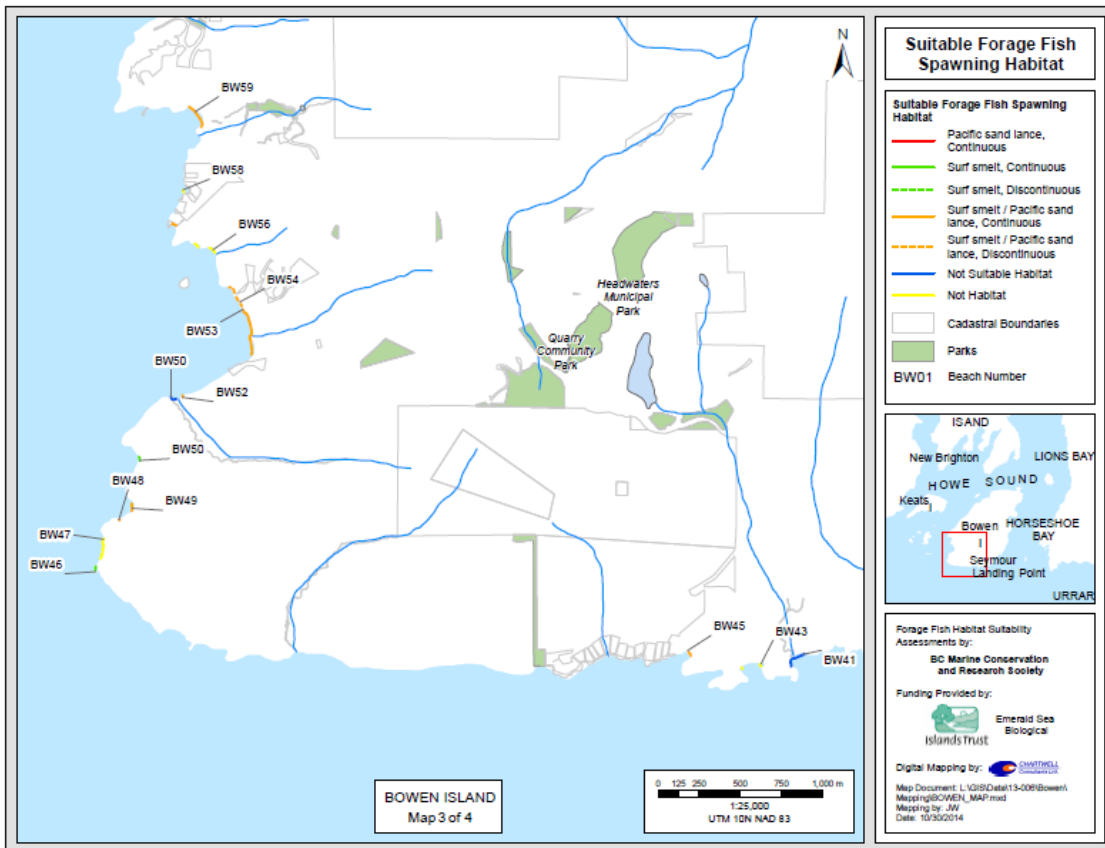 N
BW59
BW58
BW56
BW54
BW53
BW50
BW52
BW50
BW48
BW49
BW47
BW46
BW45
BW43
BW41
Headwaters
Municipal
Park
Quarry
Community
Park
BOWEN ISLAND
Map 3 of 4
0 125 250 500 750 1,000 m
1:25,000
UTM 10N NAD 83
Suitable Forage Fish
Spawning Habitat
Suitable Forage Fish Spawning
Habitat
Pacific sand lance,
Continuous
Surf smelt, Continuous
Surf smelt, Discontinuous
Surf smelt / Pacific sand
lance, Continuous
Surf smelt / Pacific sand
lance, Discontinuous
Not Suitable Habitat
Not Habitat
Cadastral Boundaries
Parks
BW01 Beach Number
ISAND
New Brighton
LIONS BAY
HOWE SOUND
Keats
Bowen
HORSESHOE
BAY
Seymour
Landing Point
URRAR
Forage Fish Habitat Suitability
Assessments by:
BC Marine Conservation
and Research Society
Funding Provided by:
Islands Trust
Emerald Sea
Biological
Digital Mapping by:
CHARTWELL
Consultants Ltd.
Map Document: L:\GIS\Data\13-006\Bowen\
Mapping\BOWEN_MAP.mxd
Mapping by: JW
Date: 10/30/2014